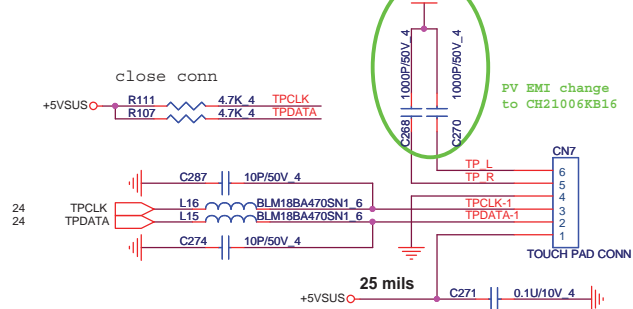 1000P/50V_4
1000P/50V_4
C268
C270
PV EMI change
to CH21006KB16
close conn
+5VSUS
R111 4.7K_4 TPCLK
R107 4.7K_4 TPDATA
CN7
TP_L 6
TP_R 5
4
TPCLK-1 3
TPDATA-1 2
1
TOUCH PAD CONN
C287 10P/50V_4
24 TPCLK L16 BLM18BA470SN1_6
24 TPDATA L15 BLM18BA470SN1_6
C274 10P/50V_4
25 mils
+5VSUS
C271 0.1U/10V_4